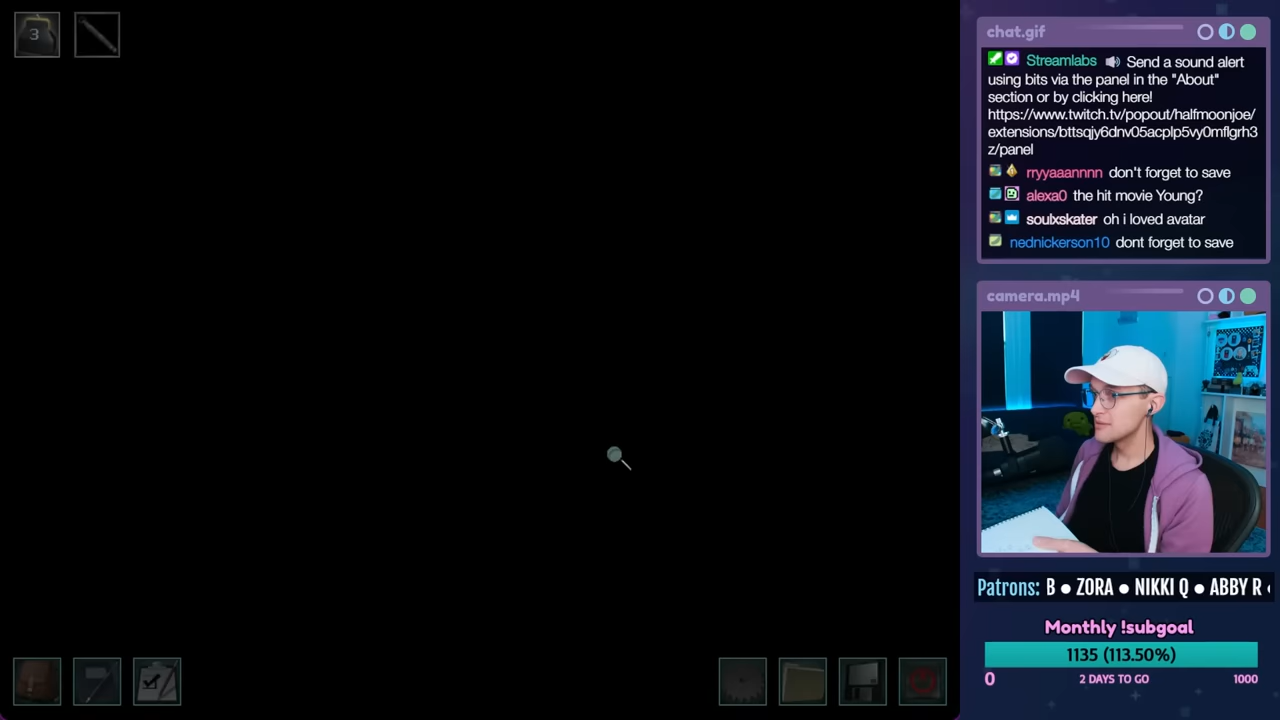 3
chat.gif
Streamlabs Send a sound alert
using bits via the panel in the "About"
section or by clicking here!
https://www.twitch.tv/popout/halfmoonjoe/
extensions/bttsqjy6dnv05acplp5vy0mflgrh3
z/panel
rryyaaannnn don't forget to save
alexa0 the hit movie Young?
soulxskater oh i loved avatar
nednickerson10 dont forget to save
camera.mp4
Patrons: B ● ZORA ● NIKKI Q ● ABBY R
Monthly !subgoal
1135 (113.50%)
0 2 DAYS TO GO 1000